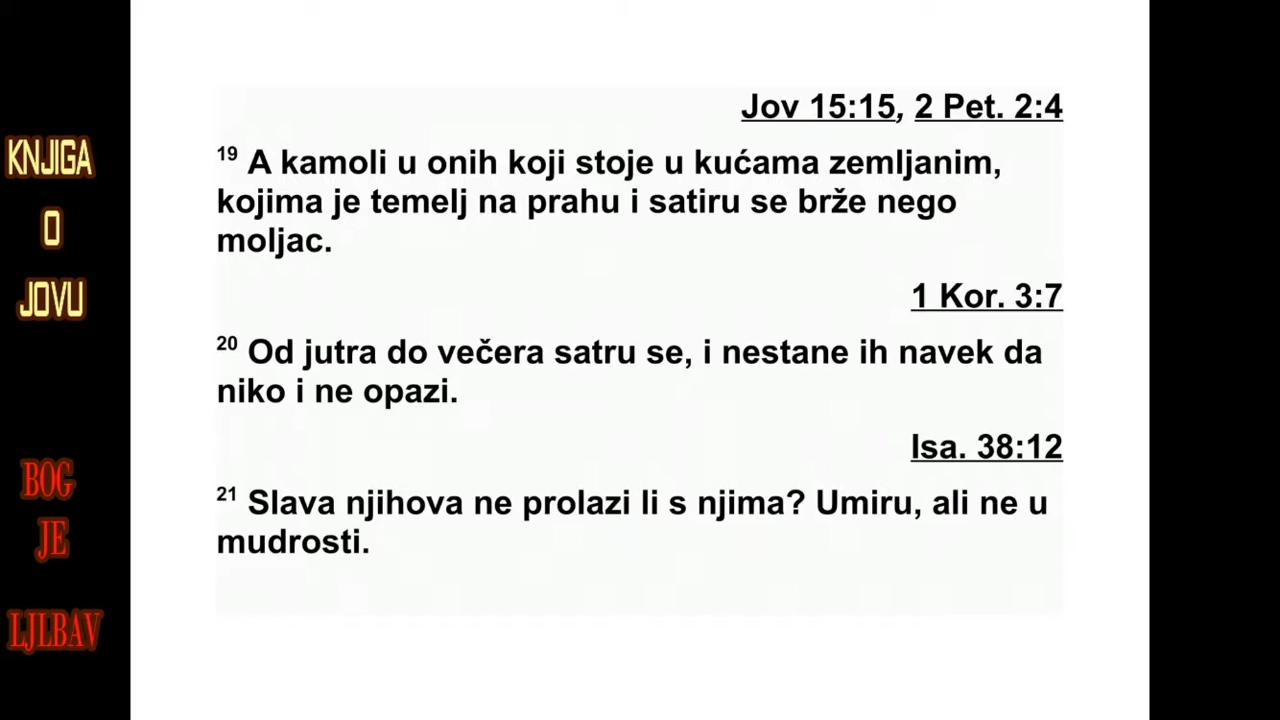 KNJIGA
O
JOVU
BOG
JE
LJLBAV
Jov 15:15, 2 Pet. 2:4
19 A kamoli u onih koji stoje u kućama zemljanim,
kojima je temelj na prahu i satiru se brže nego
moljac.
1 Kor. 3:7
20 Od jutra do večera satru se, i nestane ih navek da
niko i ne opazi.
Isa. 38:12
21 Slava njihova ne prolazi li s njima? Umiru, ali ne u
mudrosti.